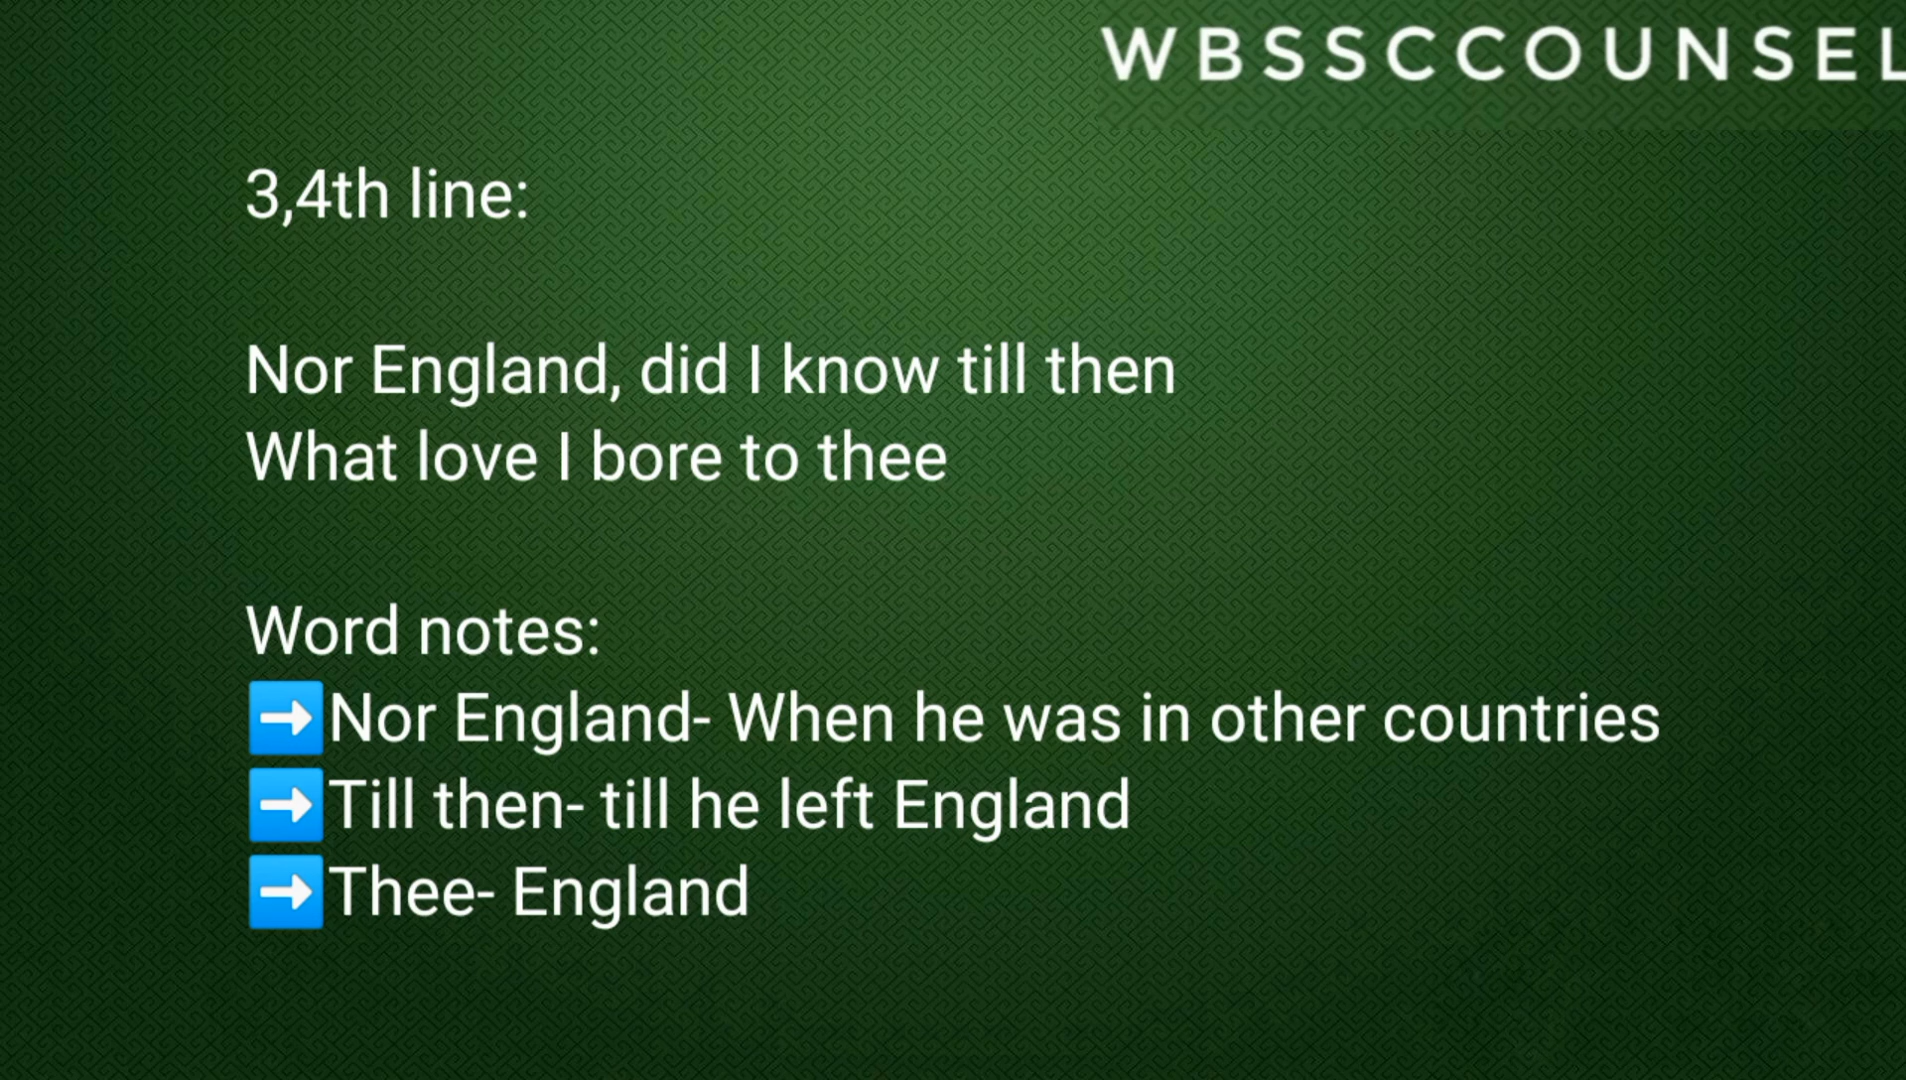 WBSSCCOUNSEL
3,4th line:
Nor England, did I know till then
What love I bore to thee
Word notes:
➡Nor England- When he was in other countries
➡Till then- till he left England
➡Thee- England